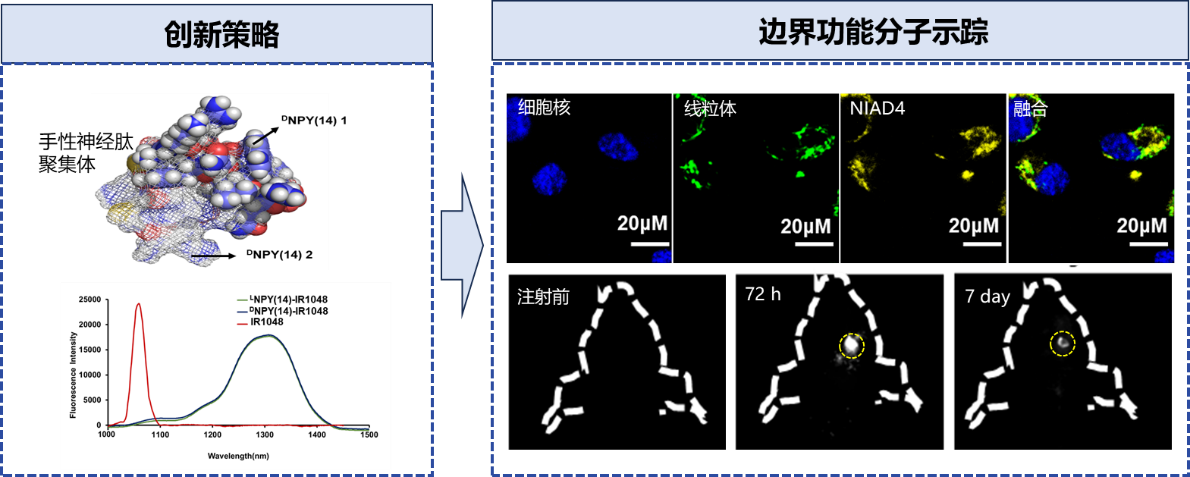 创新策略
手性神经肽
聚集体
ᴰNPY(14) 1
ᴰNPY(14) 2
25000
20000
15000
10000
5000
0
Fluorescence Intensity
ᴸNPY(14)-IR1048
ᴰNPY(14)-IR1048
IR1048
1000 1100 1200 1300 1400 1500
Wavelength(nm)
边界功能分子示踪
细胞核 线粒体 NIAD4 融合
20μM 20μM 20μM 20μM
注射前 72 h 7 day